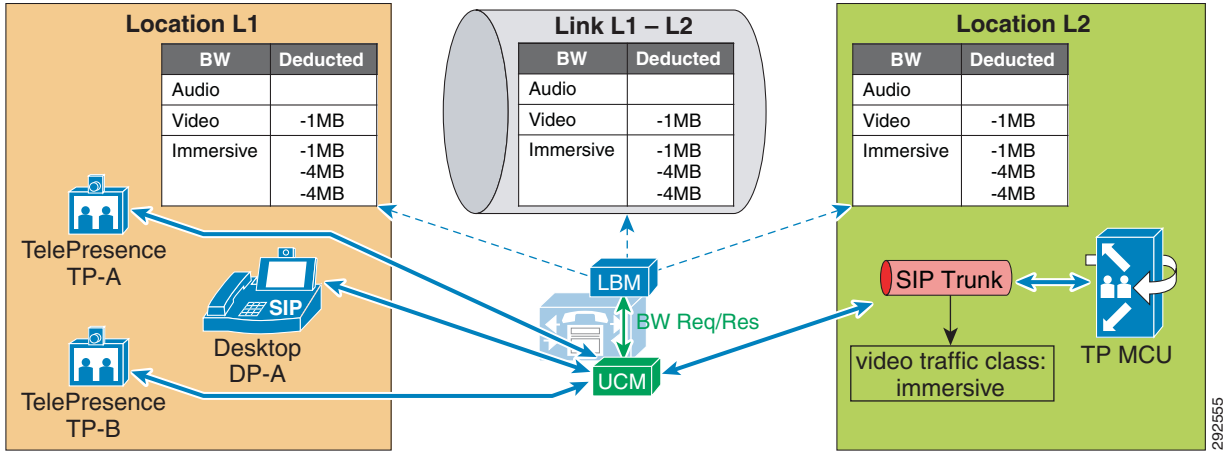 Location L1
BW Deducted
Audio
Video -1MB
Immersive -1MB
-4MB
-4MB
Link L1 – L2
BW Deducted
Audio
Video -1MB
Immersive -1MB
-4MB
-4MB
Location L2
BW Deducted
Audio
Video -1MB
Immersive -1MB
-4MB
-4MB
TelePresence
TP-A
SIP
Desktop
DP-A
TelePresence
TP-B
LBM
BW Req/Res
UCM
SIP Trunk
video traffic class:
immersive
TP MCU
292555